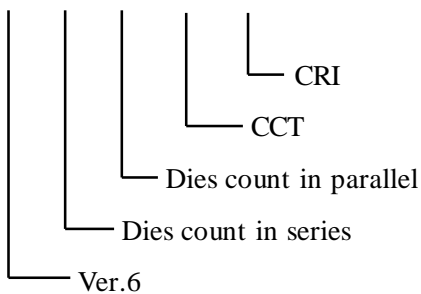 CRI
CCT
Dies count in parallel
Dies count in series
Ver.6